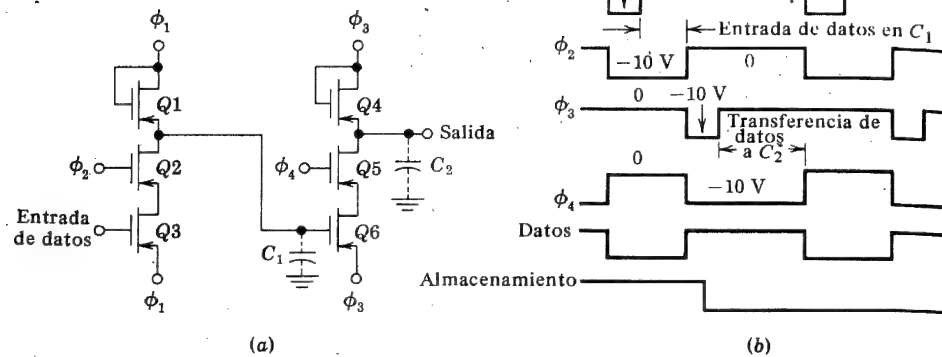 ϕ1
ϕ3
Q1
Q4
Salida
Q2
ϕ2
ϕ4
Q5
C2
Entrada
de datos
Q3
C1
Q6
ϕ1
ϕ3
(a)
Entrada de datos en C1
ϕ2
−10 V
0
0
−10 V
ϕ3
Transferencia de
datos
a C2
0
−10 V
ϕ4
Datos
Almacenamiento
(b)